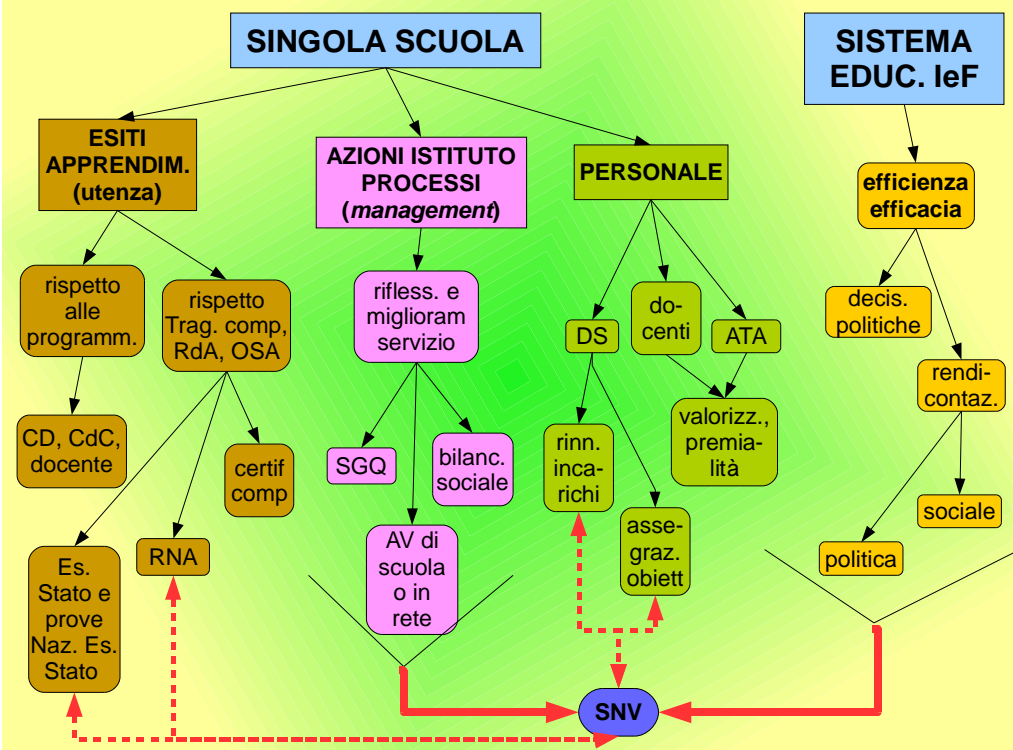 SINGOLA SCUOLA
SISTEMA
EDUC. IeF
ESITI
APPRENDIM.
(utenza)
AZIONI ISTITUTO
PROCESSI
(management)
PERSONALE
efficienza
efficacia
rispetto
alle
programm.
rispetto
Trag. comp,
RdA, OSA
rifless. e
miglioram
servizio
DS
do-
centi
ATA
decis.
politiche
rendi-
contaz.
CD, CdC,
docente
certif
comp
SGQ
bilanc.
sociale
rinn.
inca-
richi
valorizz.,
premia-
lità
sociale
Es.
Stato e
prove
Naz. Es.
Stato
RNA
AV di
scuola
o in
rete
asse-
graz.
obiett
politica
SNV